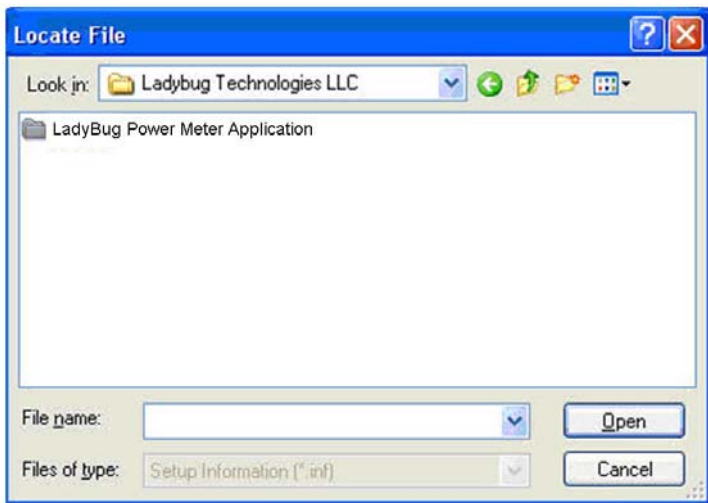 Locate File
Look in: Ladybug Technologies LLC
LadyBug Power Meter Application
File name: Open
Files of type: Setup Information (*.inf) Cancel